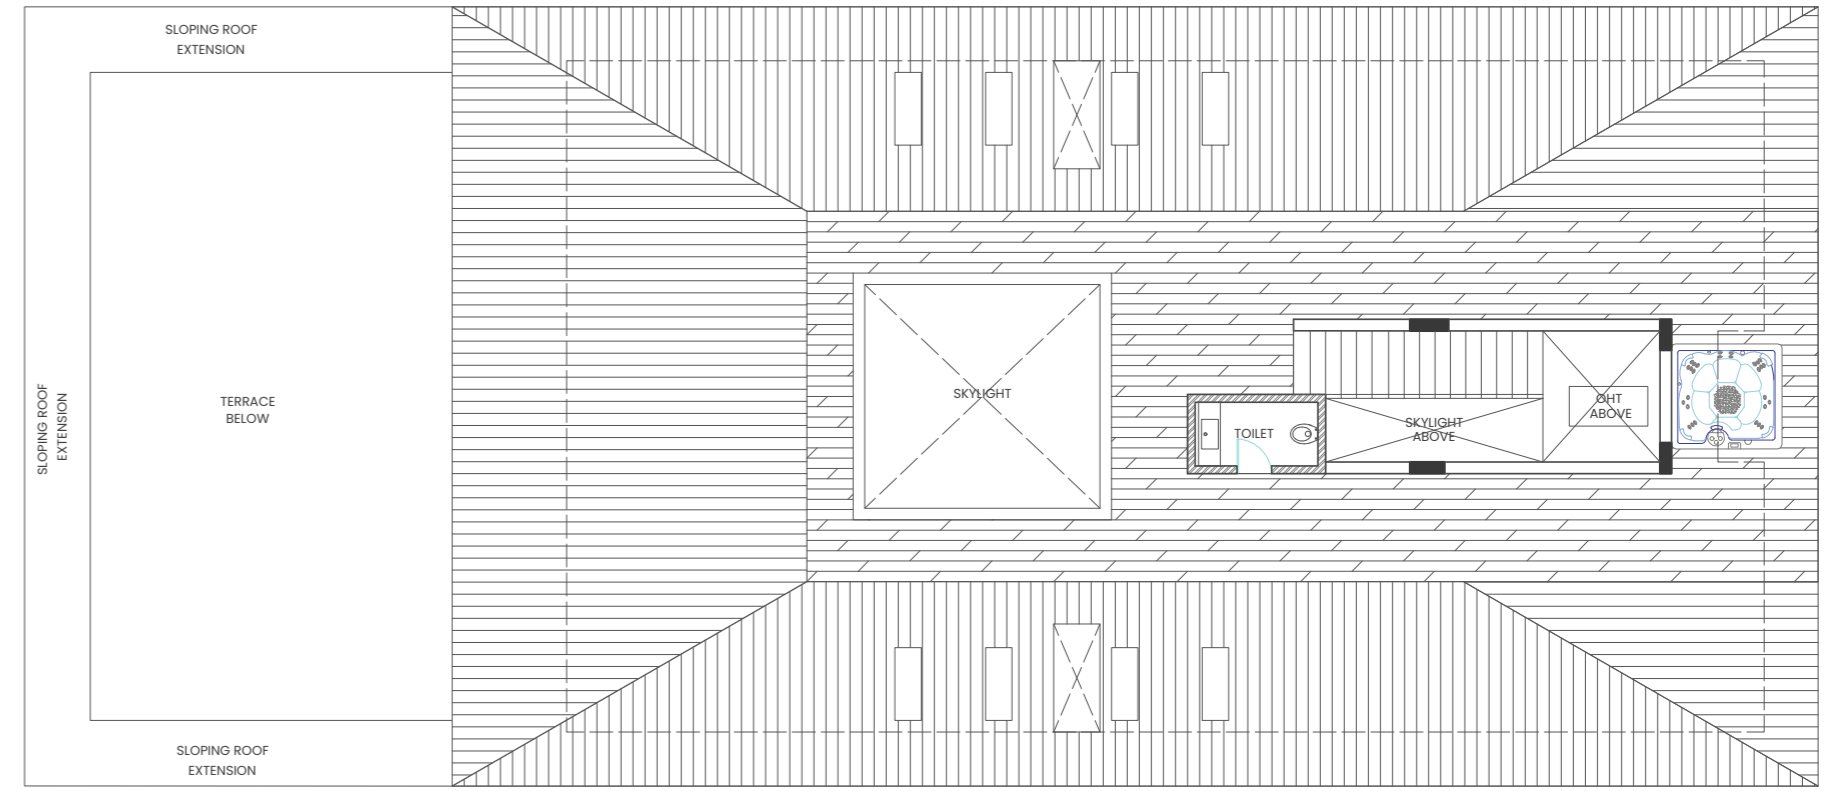 SLOPING ROOF
EXTENSION
SLOPING ROOF
EXTENSION
TERRACE
BELOW
SKYLIGHT
TOILET
SKYLIGHT
ABOVE
OHT
ABOVE
SLOPING ROOF
EXTENSION